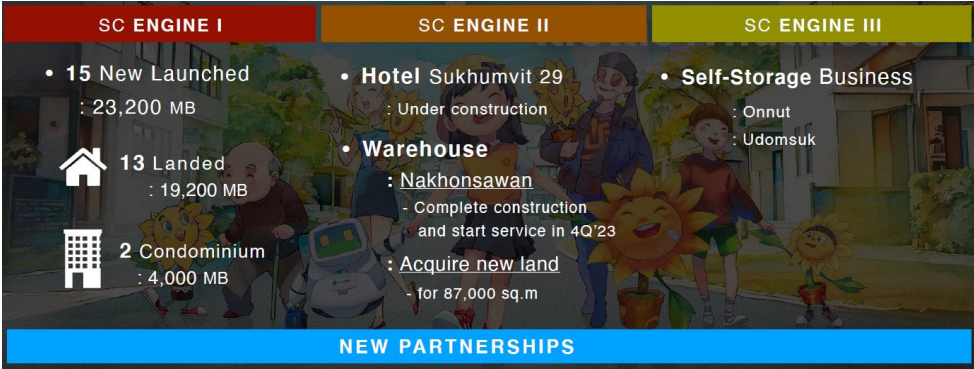 SC ENGINE I
• 15 New Launched
: 23,200 MB
13 Landed
: 19,200 MB
2 Condominium
: 4,000 MB
SC ENGINE II
• Hotel Sukhumvit 29
: Under construction
• Warehouse
: Nakhonsawan
- Complete construction
and start service in 4Q'23
: Acquire new land
- for 87,000 sq.m
SC ENGINE III
• Self-Storage Business
: Onnut
: Udomsuk
NEW PARTNERSHIPS